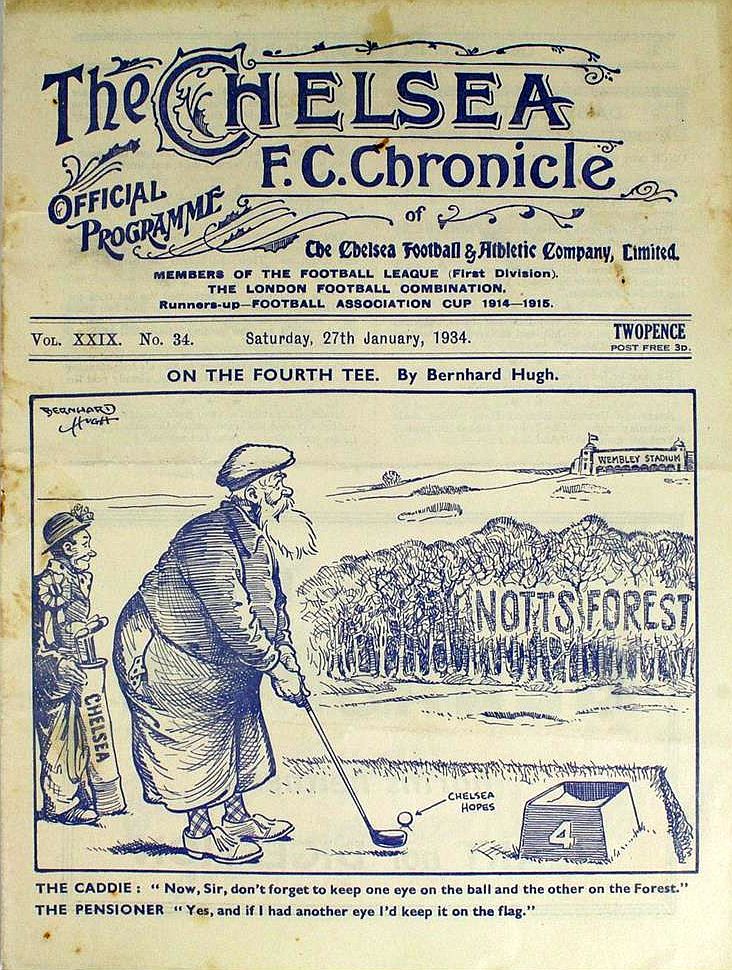 The CHELSEA
F.C. Chronicle
OFFICIAL
PROGRAMME
of
The Chelsea Football & Athletic Company, Limited.
MEMBERS OF THE FOOTBALL LEAGUE (First Division).
THE LONDON FOOTBALL COMBINATION.
Runners-up—FOOTBALL ASSOCIATION CUP 1914—1915.
VOL. XXIX. No. 34. Saturday, 27th January, 1934. TWOPENCE
POST FREE 3D.
ON THE FOURTH TEE. By Bernhard Hugh.
BERNHARD
HUGH
WEMBLEY STADIUM
NOTTS FOREST
CHELSEA
CHELSEA
HOPES
4
THE CADDIE: "Now, Sir, don't forget to keep one eye on the ball and the other on the Forest."
THE PENSIONER "Yes, and if I had another eye I'd keep it on the flag."